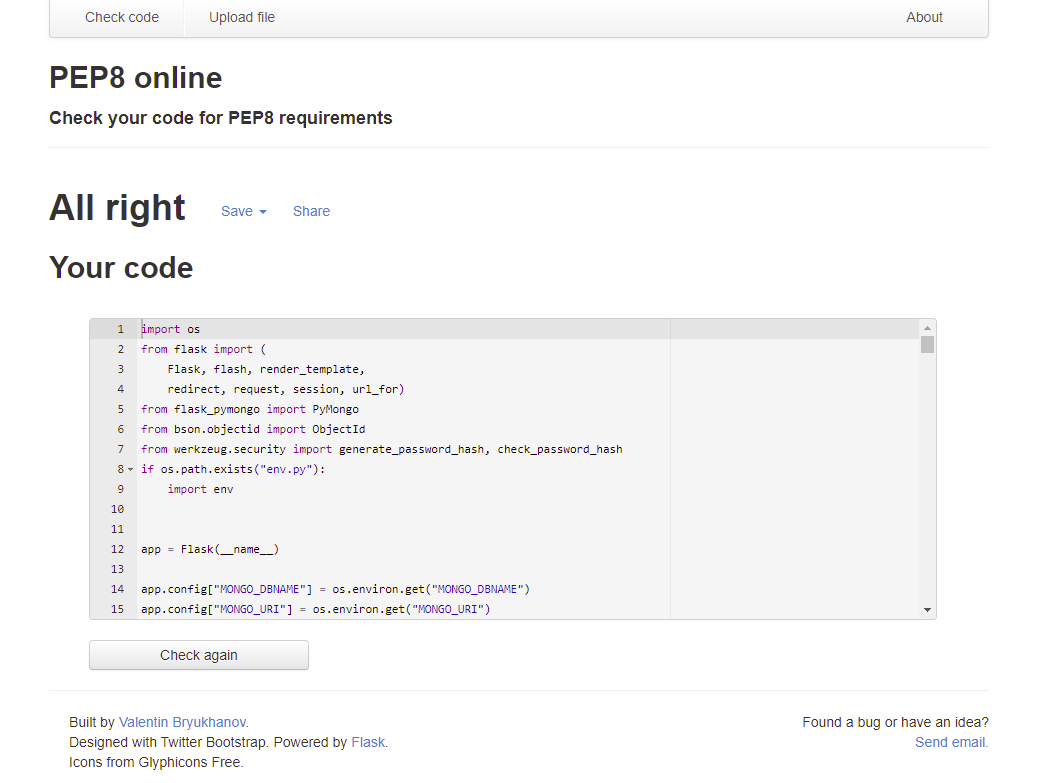 Check code Upload file About
PEP8 online
Check your code for PEP8 requirements
All right Save Share
Your code
1 import os
2 from flask import (
3     Flask, flash, render_template,
4     redirect, request, session, url_for)
5 from flask_pymongo import PyMongo
6 from bson.objectid import ObjectId
7 from werkzeug.security import generate_password_hash, check_password_hash
8 if os.path.exists("env.py"):
9     import env
10
11
12 app = Flask(__name__)
13
14 app.config["MONGO_DBNAME"] = os.environ.get("MONGO_DBNAME")
15 app.config["MONGO_URI"] = os.environ.get("MONGO_URI")
Check again
Built by Valentin Bryukhanov. Found a bug or have an idea?
Designed with Twitter Bootstrap. Powered by Flask. Send email.
Icons from Glyphicons Free.